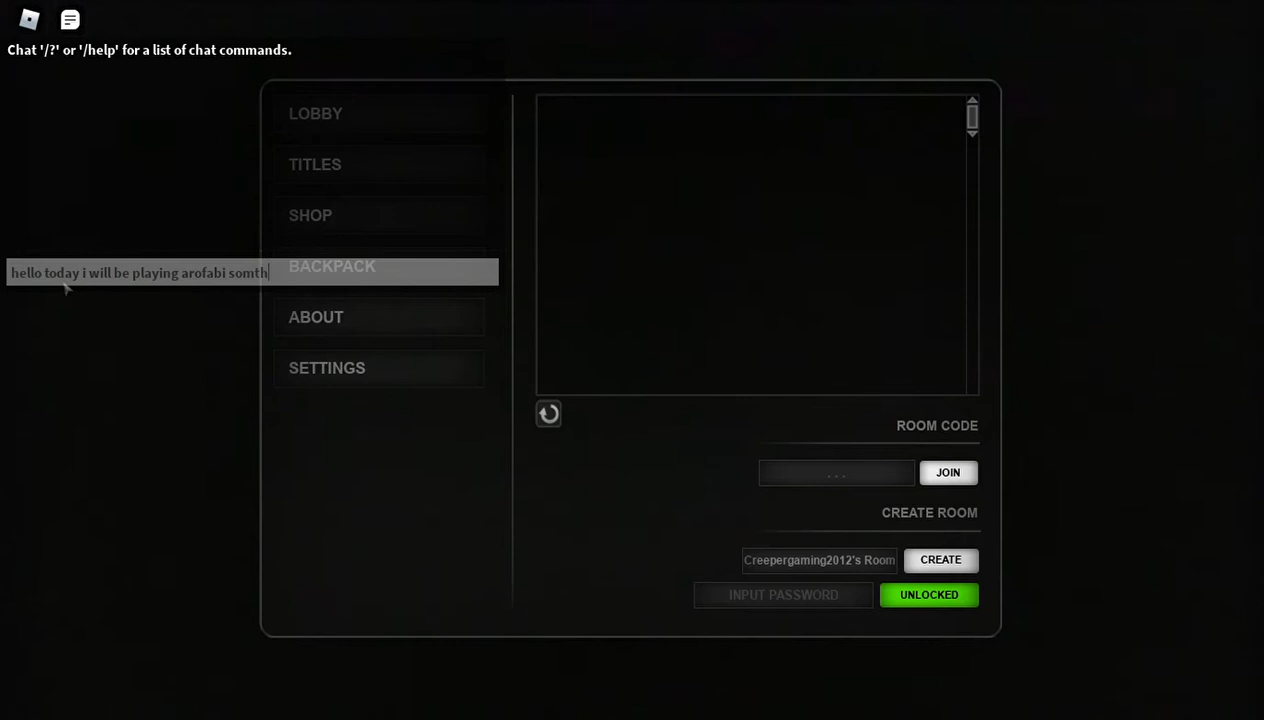 Chat '/?' or '/help' for a list of chat commands.
LOBBY
TITLES
SHOP
BACKPACK
hello today i will be playing arofabi somth
ABOUT
SETTINGS
ROOM CODE
. . .
JOIN
CREATE ROOM
Creepergaming2012's Room
CREATE
INPUT PASSWORD
UNLOCKED